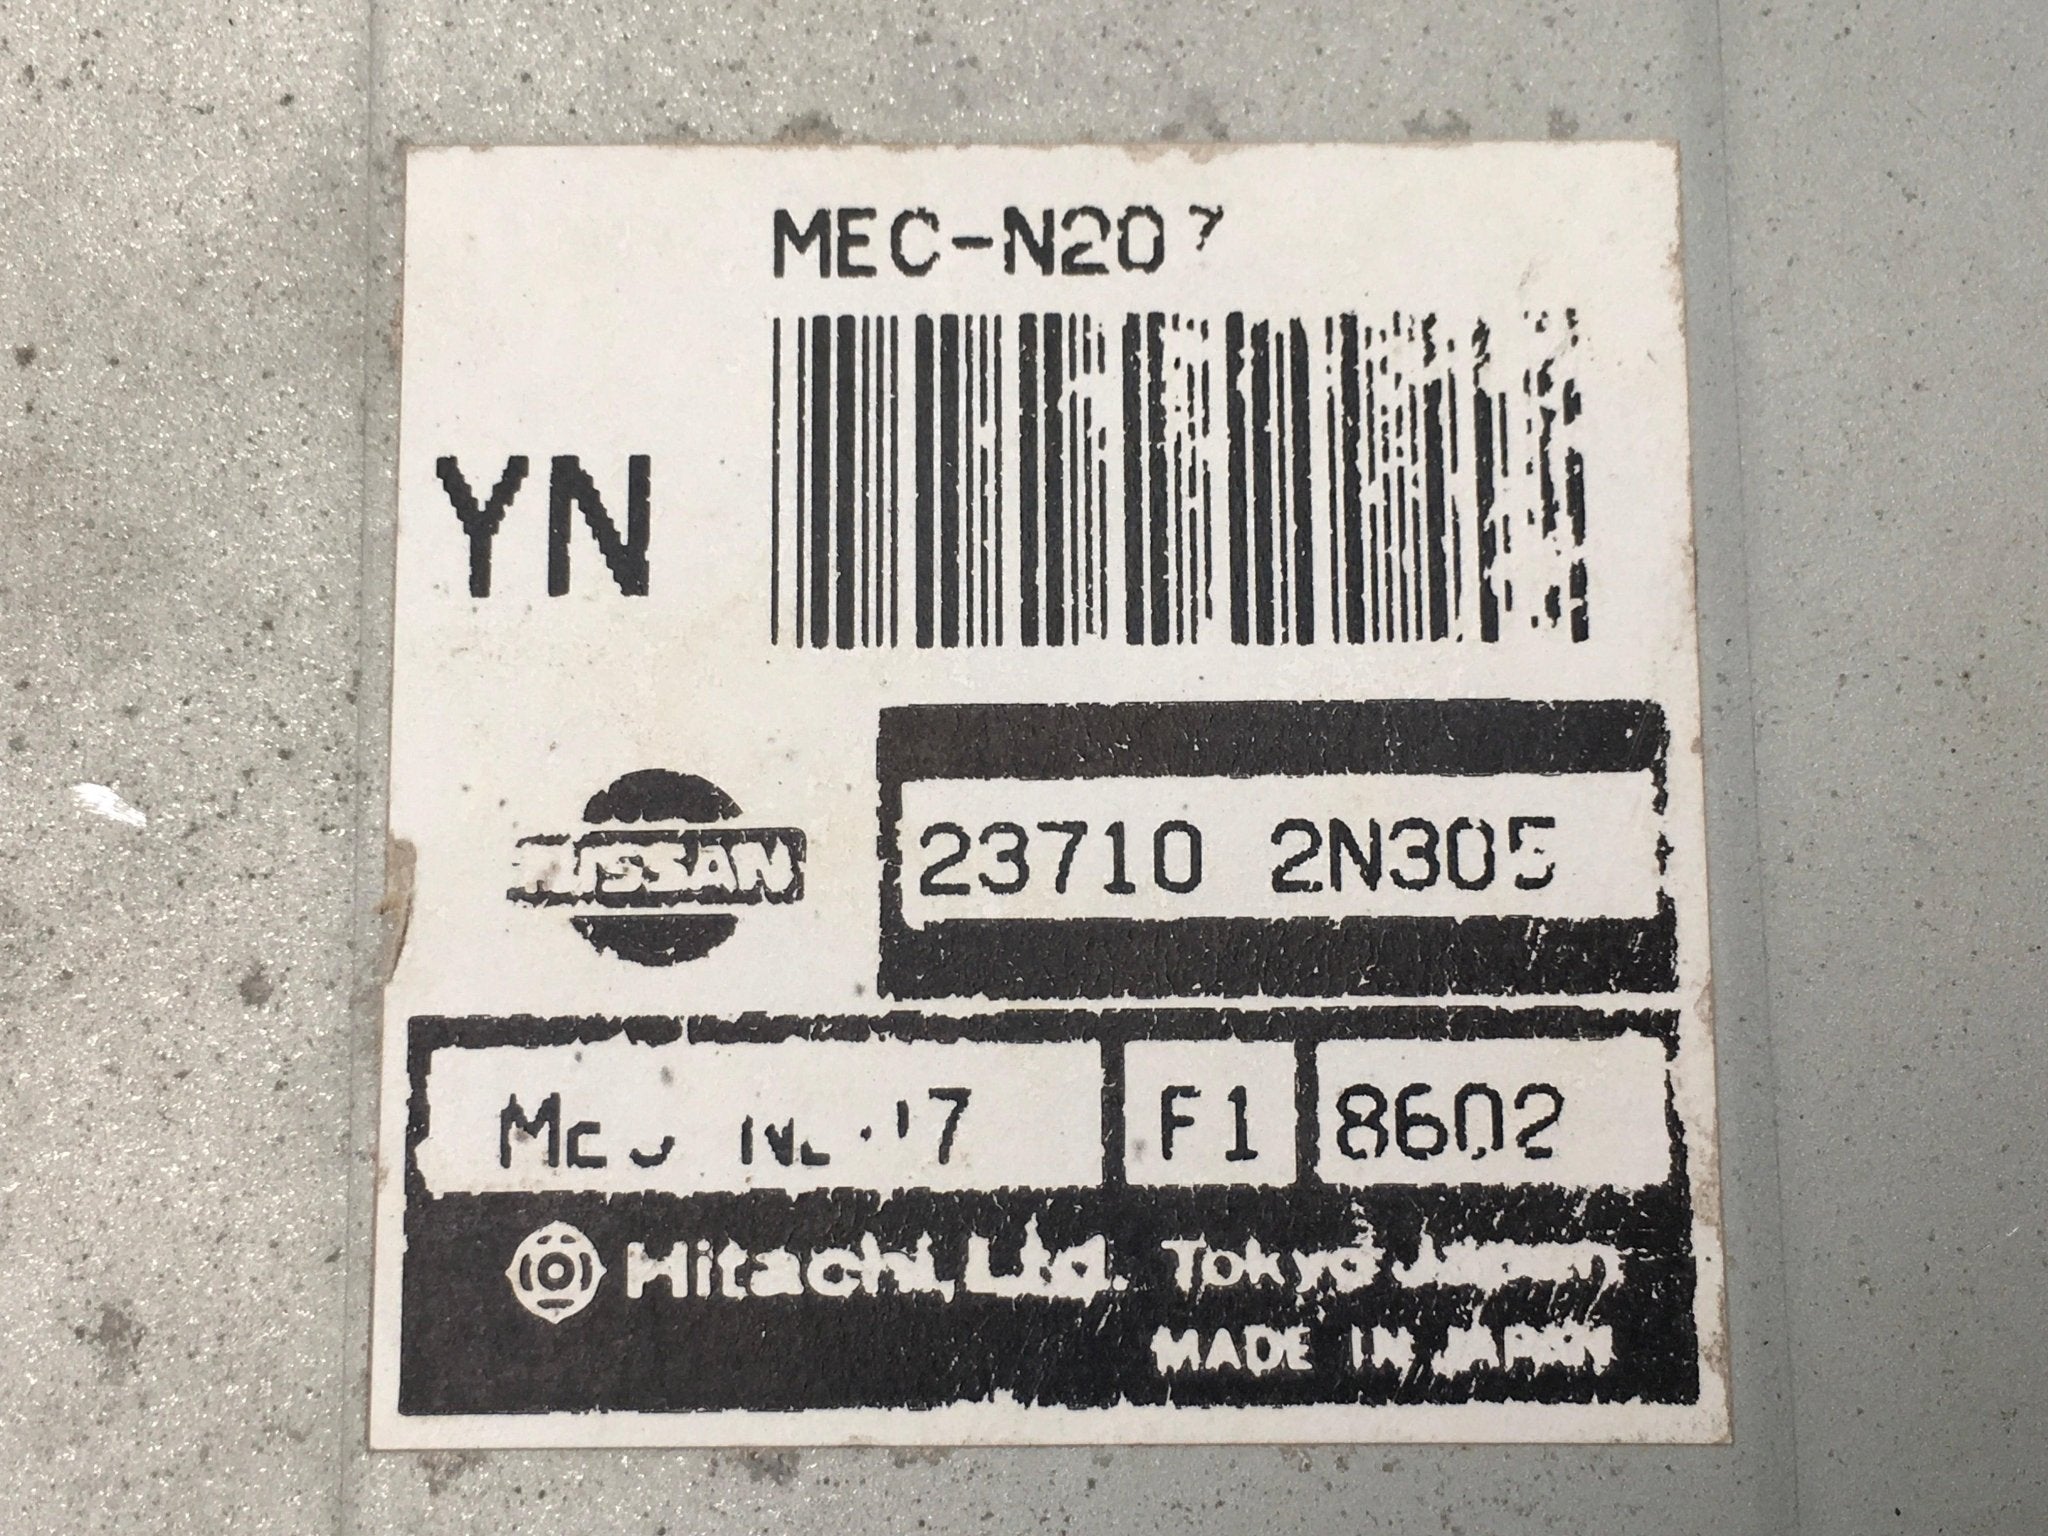 MEC-N207
YN
NISSAN
23710 2N305
F1
8602
Hitachi, Ltd. Tokyo Japan
MADE IN JAPAN